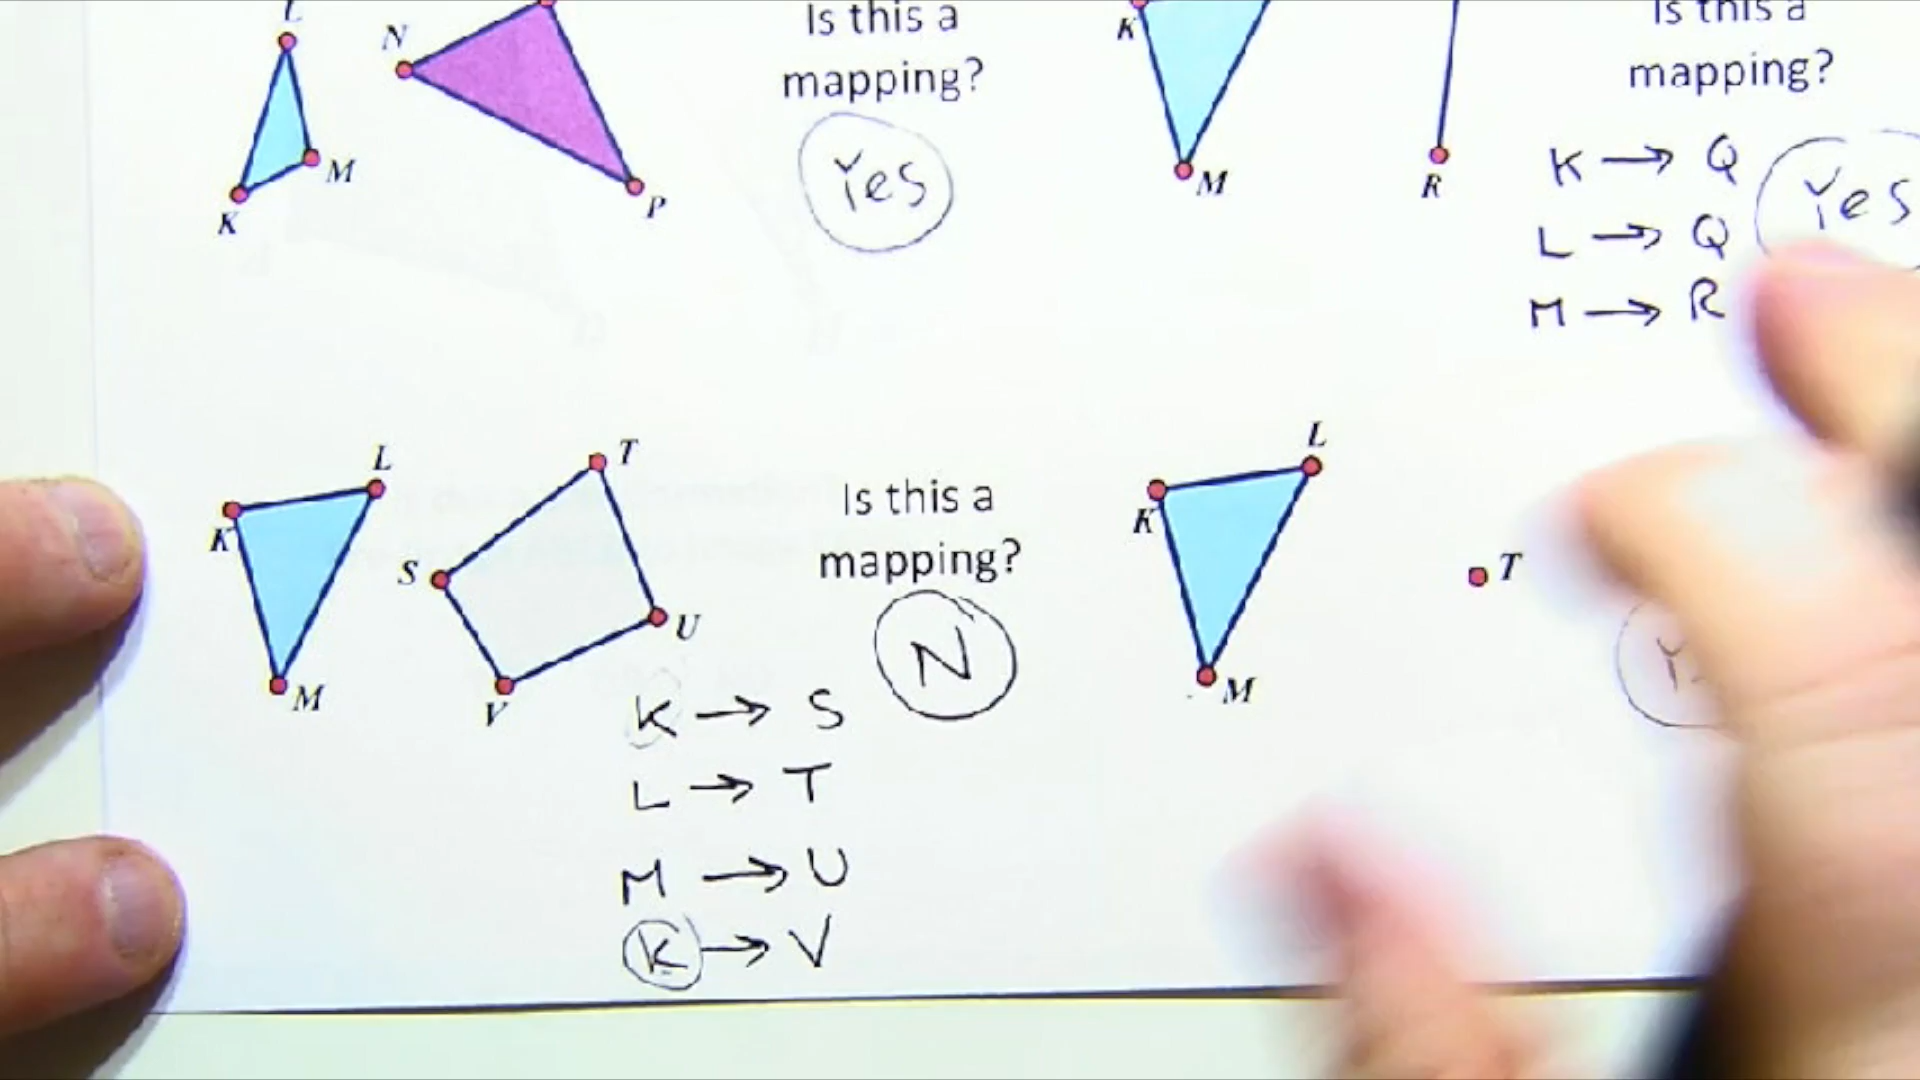 L
N
M
K
P
Is this a
mapping?
Yes
K
M
R
Is this a
mapping?
K → Q
L → Q
M → R
Yes
K
L
M
S
T
U
V
Is this a
mapping?
N
K → S
L → T
M → U
K → V
K
L
M
T